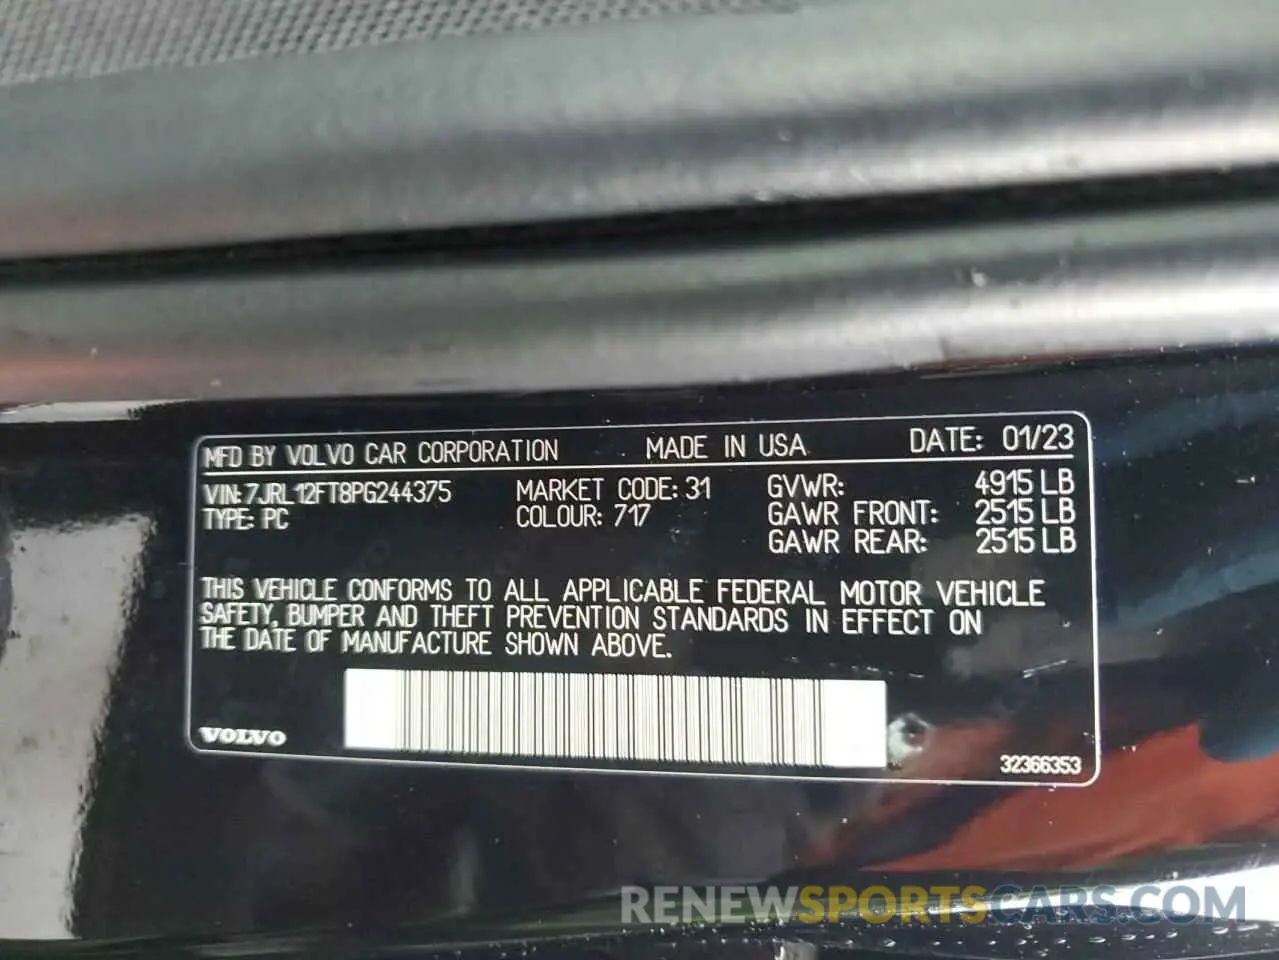 MFD BY VOLVO CAR CORPORATION MADE IN USA DATE: 01/23
VIN:7JRL12FT8PG244375 MARKET CODE: 31 GVWR: 4915 LB
TYPE: PC COLOUR: 717 GAWR FRONT: 2515 LB
GAWR REAR: 2515 LB
THIS VEHICLE CONFORMS TO ALL APPLICABLE FEDERAL MOTOR VEHICLE
SAFETY, BUMPER AND THEFT PREVENTION STANDARDS IN EFFECT ON
THE DATE OF MANUFACTURE SHOWN ABOVE.
VOLVO
32366353
RENEWSPORTSCARS.COM